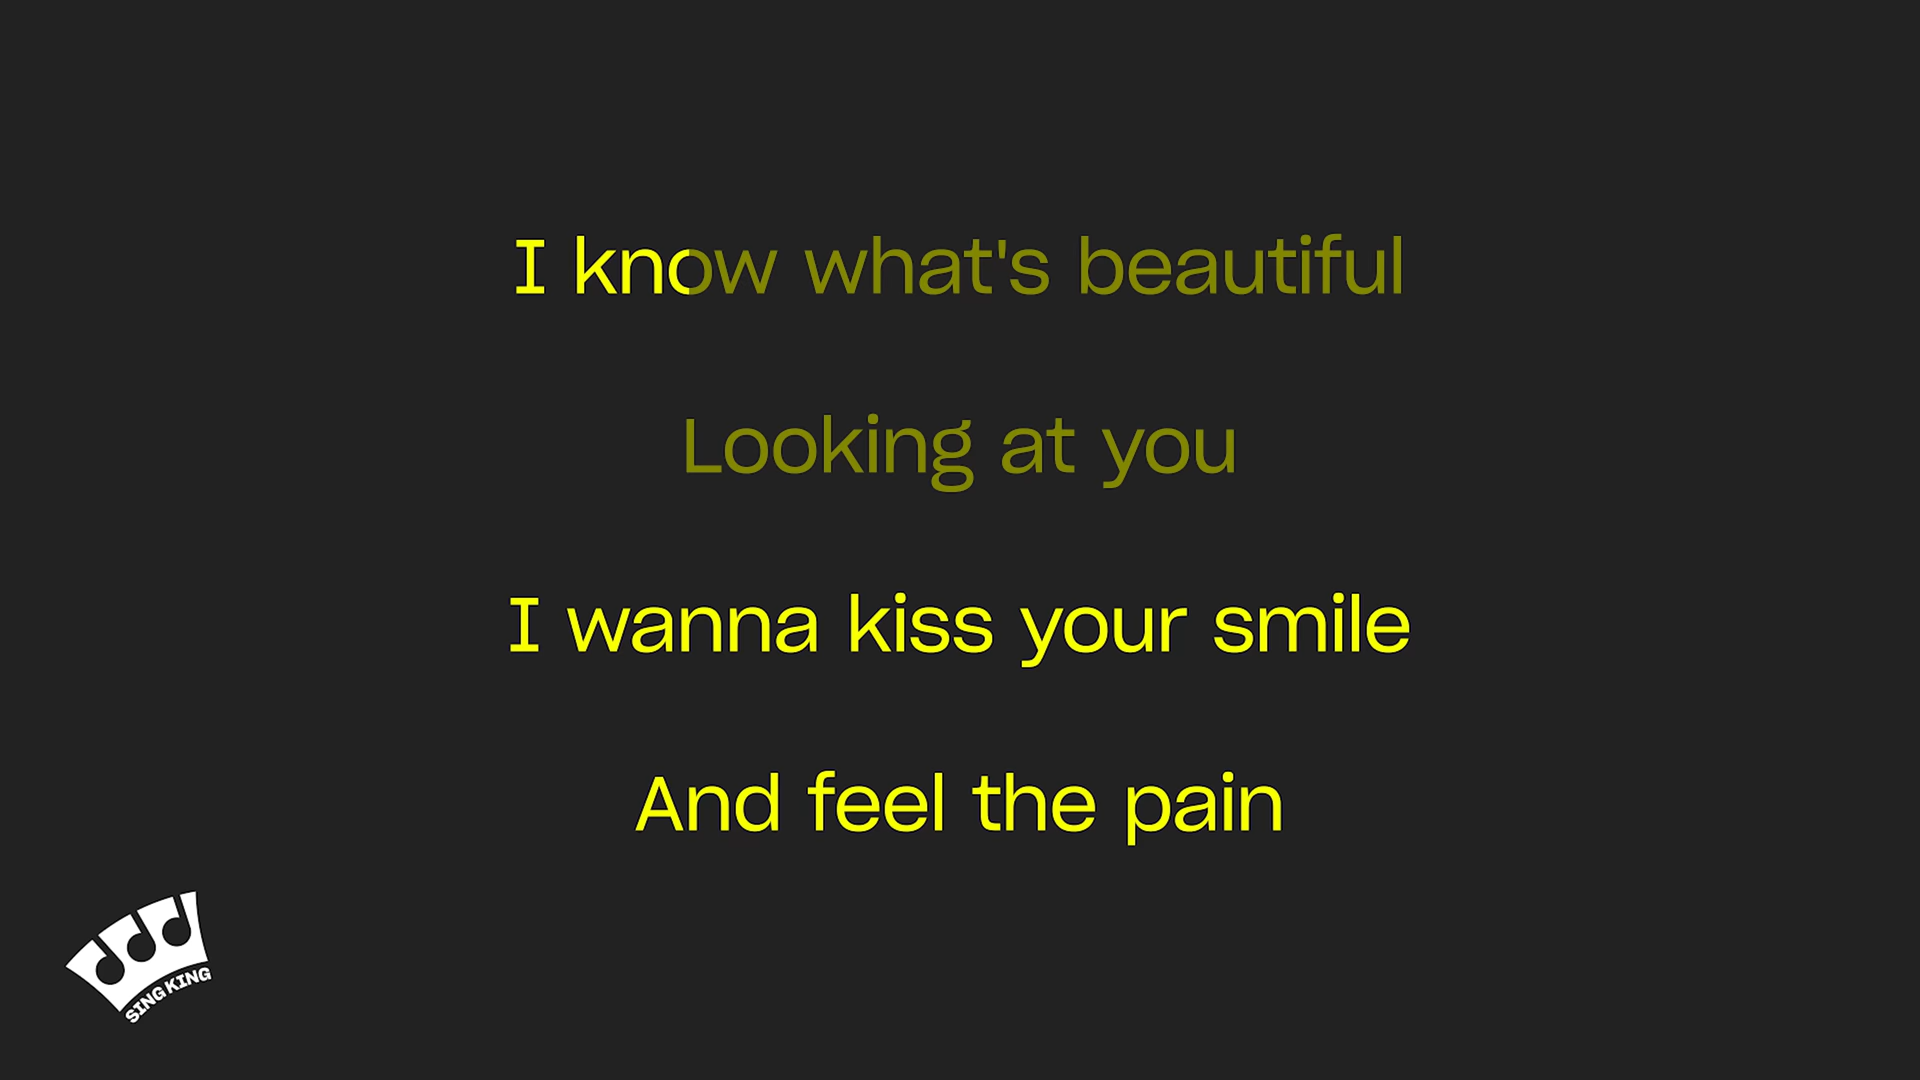 I know what's beautiful
Looking at you
I wanna kiss your smile
And feel the pain
SING KING